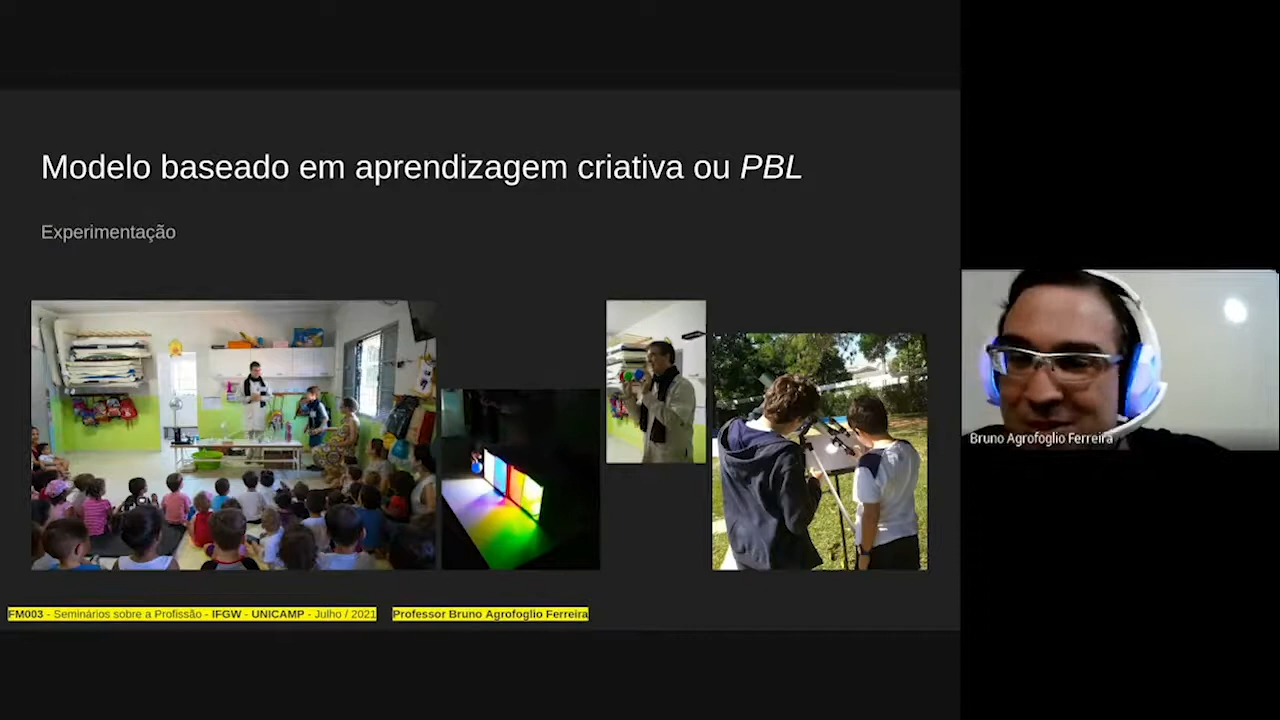 Modelo baseado em aprendizagem criativa ou PBL
Experimentação
Bruno Agrofoglio Ferreira
FM003 - Seminários sobre a Profissão - IFGW - UNICAMP - Julho / 2021 Professor Bruno Agrofoglio Ferreira